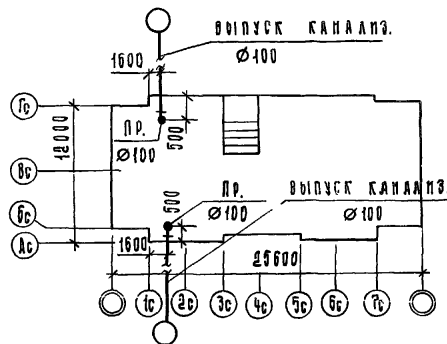 ВЫПУСК КАНАЛИЗ.
Ø100
1600
Гс
ПР.
Ø100
500
12000
Вс
Бс
500
ПР.
Ø100
ВЫПУСК КАНАЛИЗ
Ø100
Ас
1600
25600
1с
2с
3с
4с
5с
6с
7с